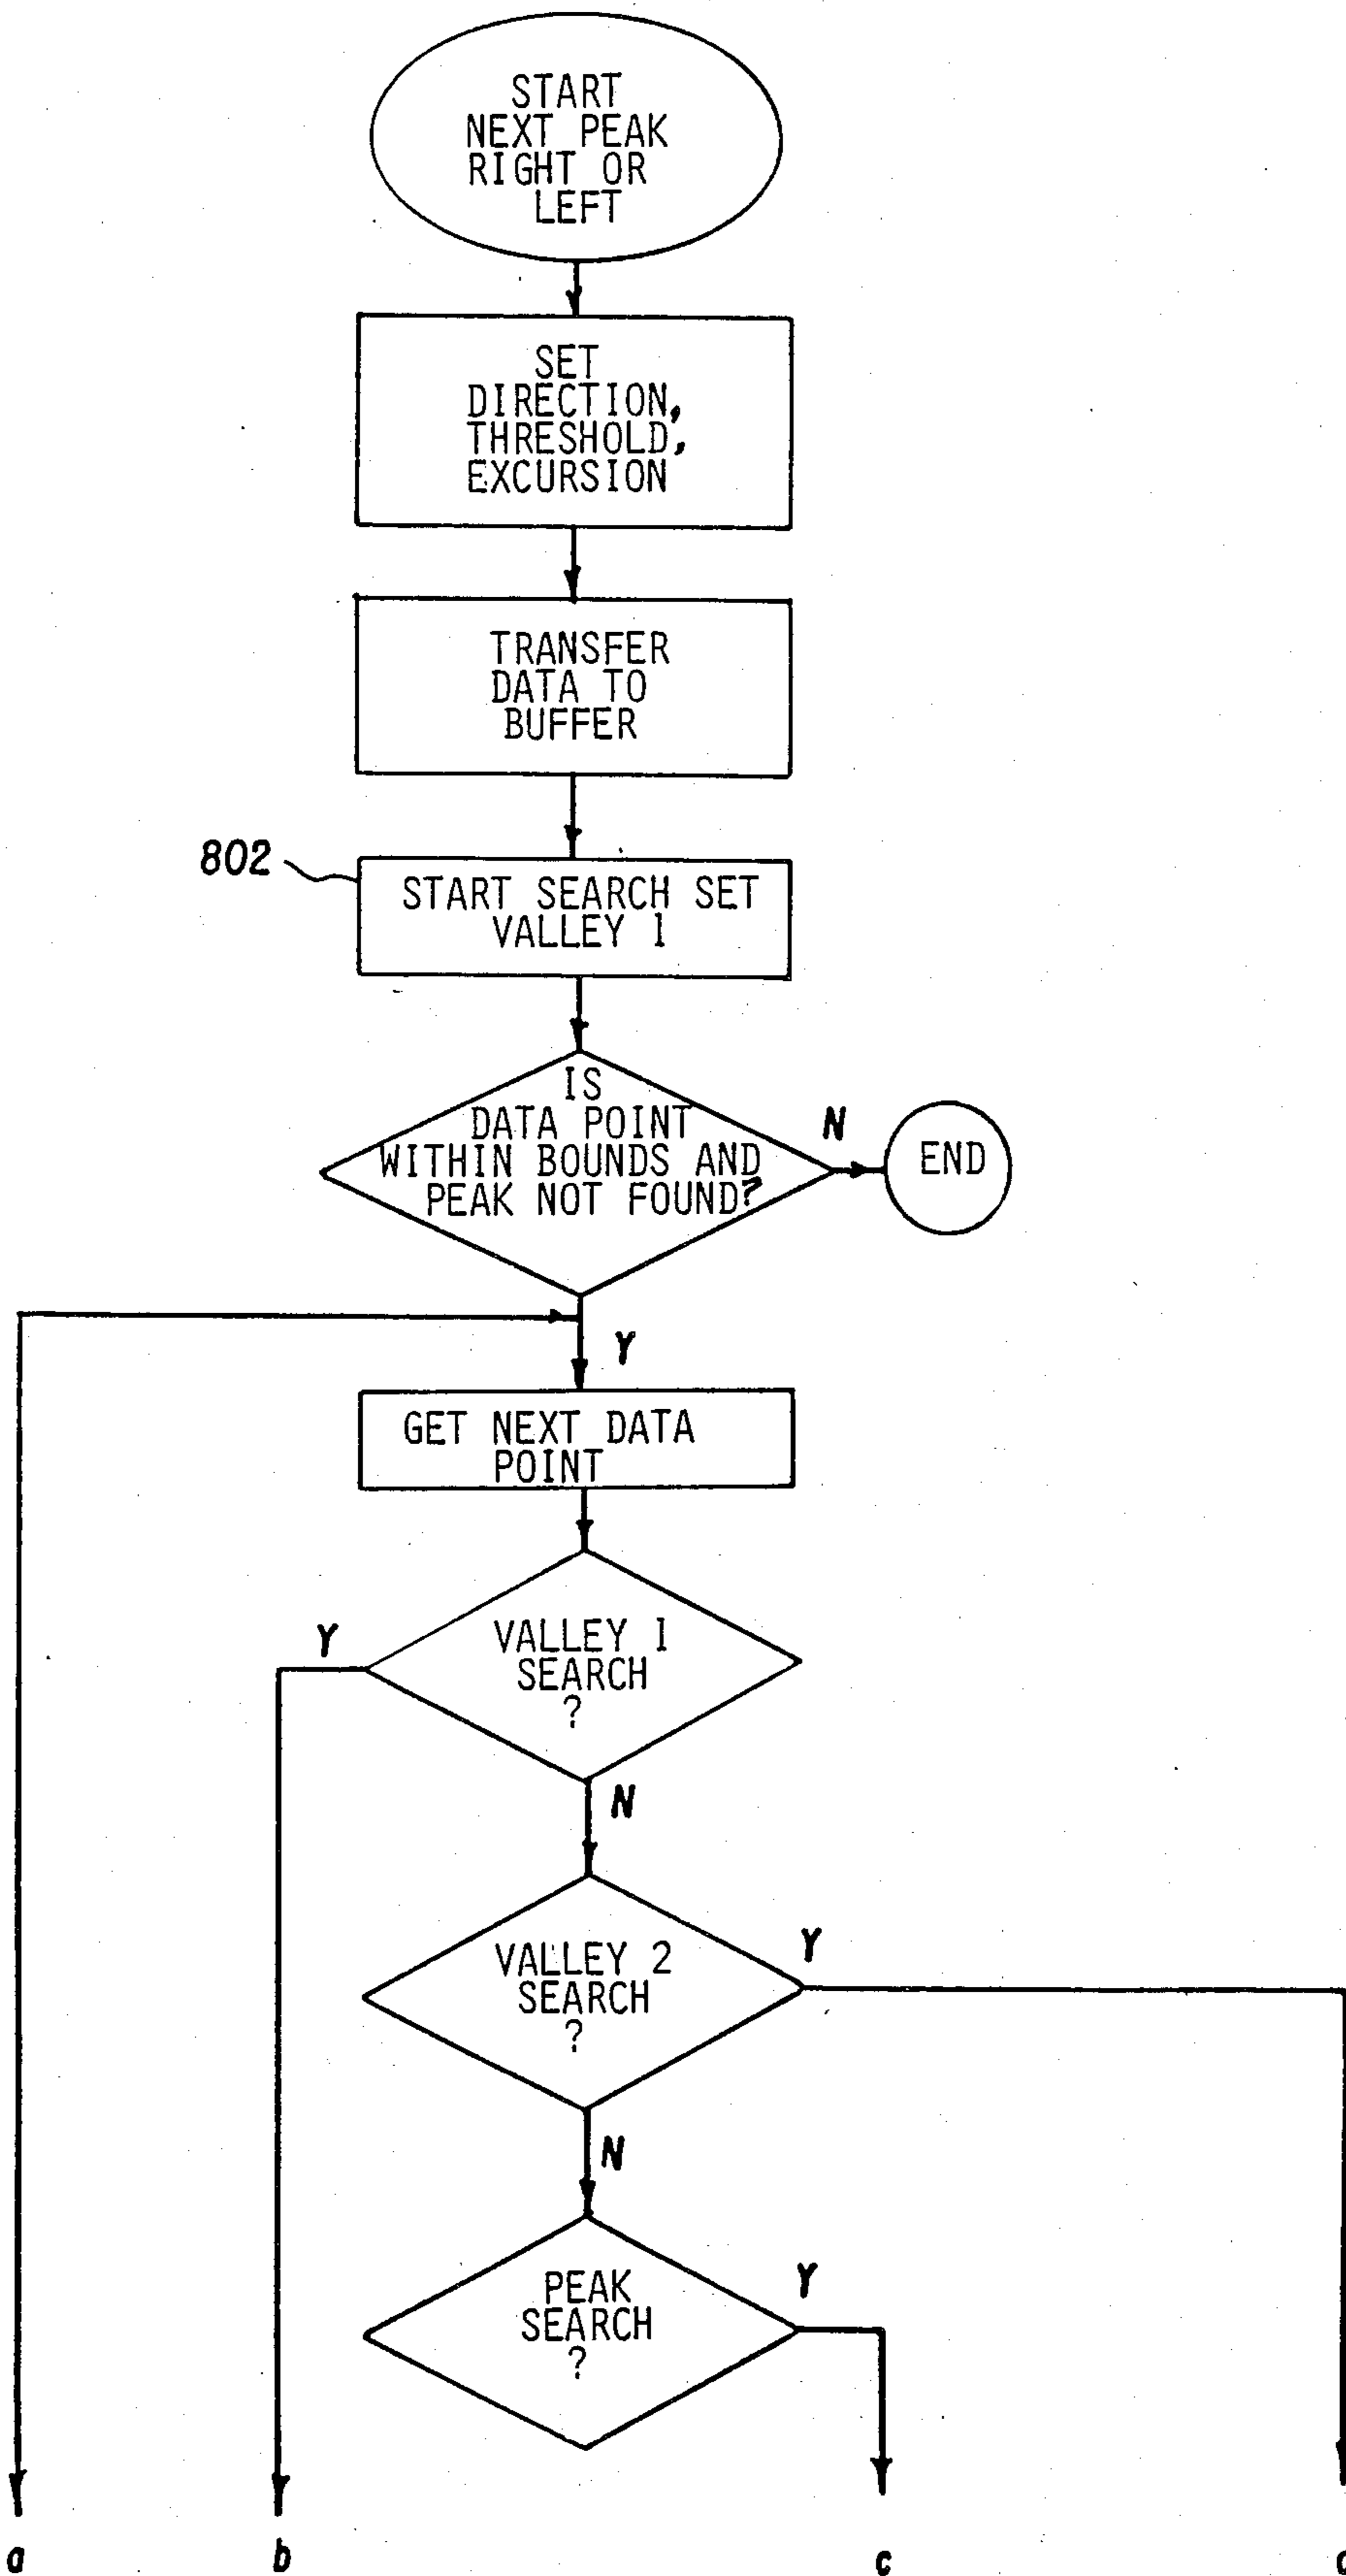 START
NEXT PEAK
RIGHT OR
LEFT
SET
DIRECTION,
THRESHOLD,
EXCURSION
TRANSFER
DATA TO
BUFFER
802
START SEARCH SET
VALLEY 1
IS
DATA POINT
WITHIN BOUNDS AND
PEAK NOT FOUND?
N
END
Y
GET NEXT DATA
POINT
Y
VALLEY 1
SEARCH
?
N
VALLEY 2
SEARCH
?
Y
N
PEAK
SEARCH
?
Y
a
b
c